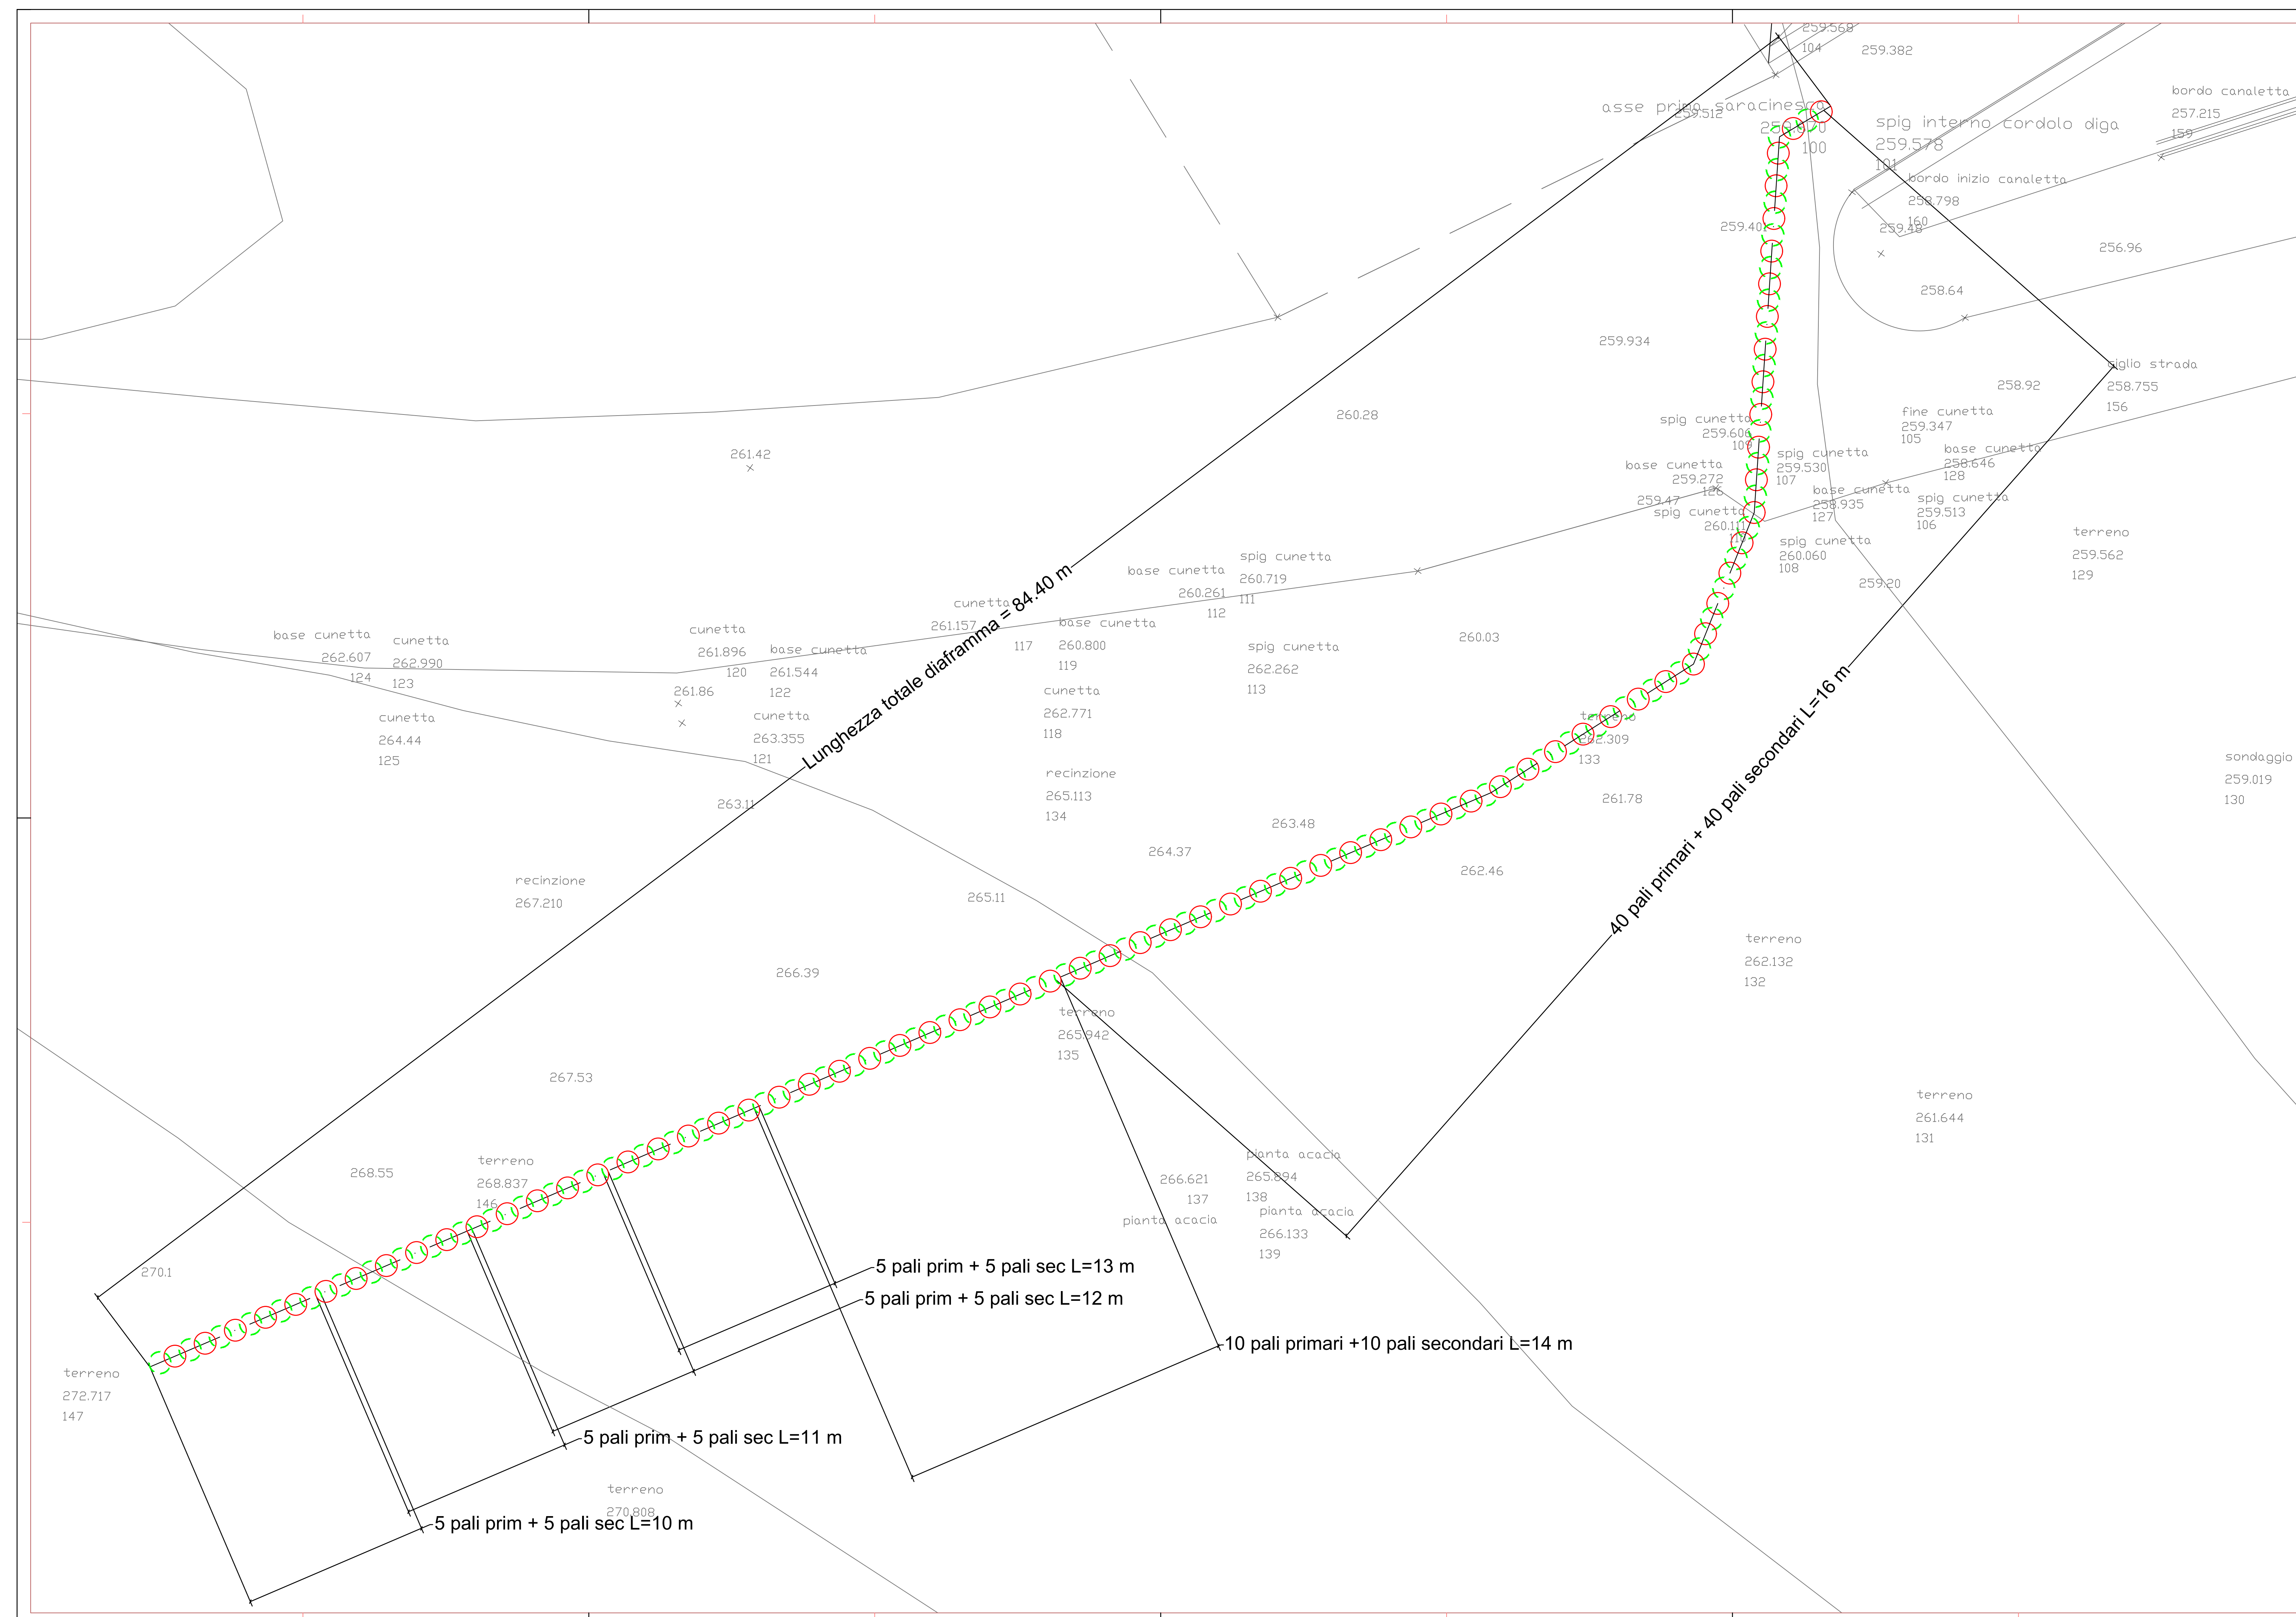 259.568
104
259.382
bordo canaletta
257.215
159
asse prima saracinesca
259.512
100
spig interno cordolo diga
259.578
101
bordo inizio canaletta
258.798
160
259.48
259.40
256.96
258.64
259.934
ciglio strada
258.755
156
258.92
260.28
fine cunetta
259.347
105
spig cunetta
259.606
109
base cunetta
258.646
128
261.42
spig cunetta
259.530
107
base cunetta
259.272
126
259.47
base cunetta
258.935
127
spig cunetta
259.513
106
spig cunetta
260.111
110
spig cunetta
260.060
108
terreno
259.562
129
259.20
spig cunetta
260.719
111
base cunetta
260.261
112
Lunghezza totale diaframma = 84.40 m
cunetta
261.157
117
base cunetta
260.800
119
cunetta
261.896
120
base cunetta
262.607
124
cunetta
262.990
123
base cunetta
261.544
122
spig cunetta
262.262
113
260.03
261.86
cunetta
262.771
118
cunetta
264.44
125
cunetta
263.355
121
terreno
262.309
133
40 pali primari + 40 pali secondari L=16 m
sondaggio
259.019
130
recinzione
265.113
134
263.11
261.78
263.48
264.37
262.46
recinzione
267.210
265.11
terreno
262.132
132
266.39
terreno
265.942
135
267.53
terreno
261.644
131
268.55
terreno
268.837
146
266.621
137
pianta acacia
pianta acacia
265.894
138
pianta acacia
266.133
139
270.1
5 pali prim + 5 pali sec L=13 m
5 pali prim + 5 pali sec L=12 m
10 pali primari +10 pali secondari L=14 m
terreno
272.717
147
5 pali prim + 5 pali sec L=11 m
terreno
270.808
5 pali prim + 5 pali sec L=10 m